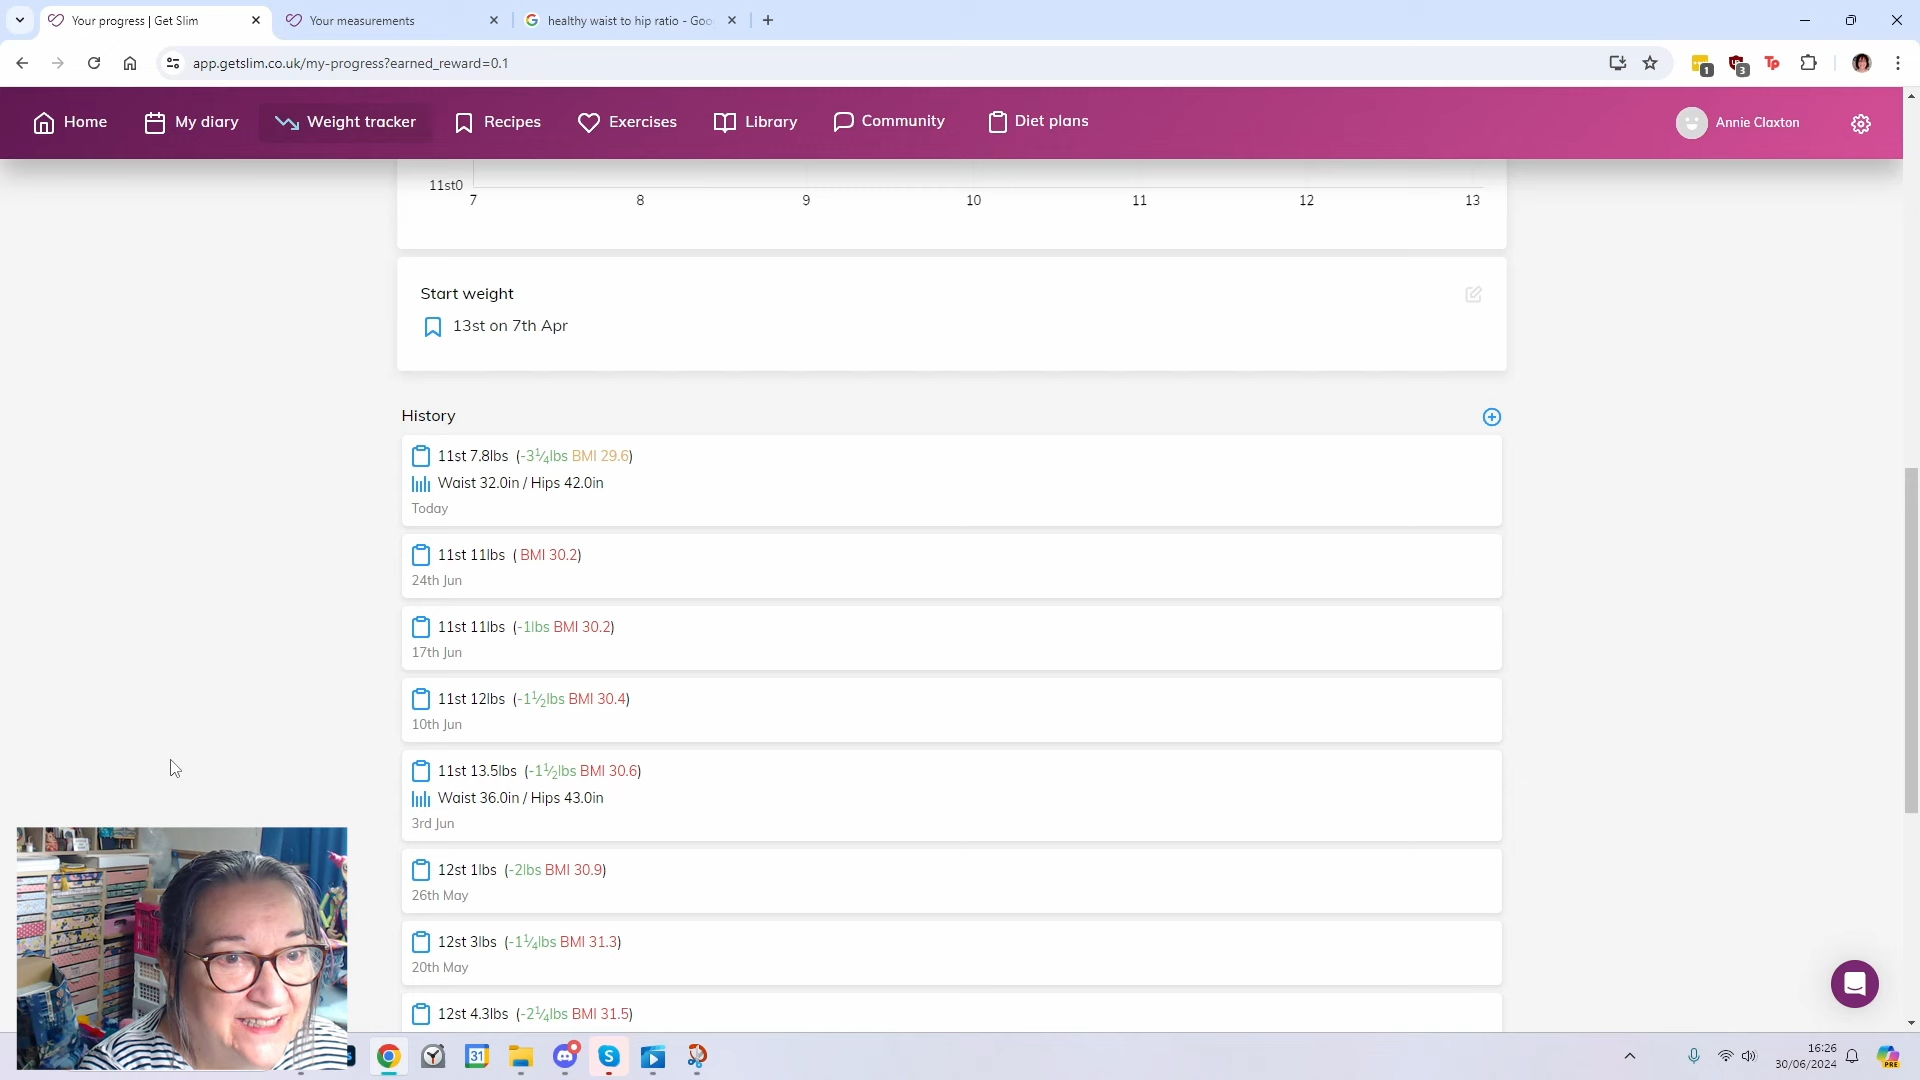 Your progress | Get Slim
Your measurements
healthy waist to hip ratio - Goo
app.getslim.co.uk/my-progress?earned_reward=0.1
1
3
Tp
Home
My diary
Weight tracker
Recipes
Exercises
Library
Community
Diet plans
Annie Claxton
11st0
7 8 9 10 11 12 13
Start weight
13st on 7th Apr
History
11st 7.8lbs (-3¼lbs BMI 29.6)
Waist 32.0in / Hips 42.0in
Today
11st 11lbs ( BMI 30.2)
24th Jun
11st 11lbs (-1lbs BMI 30.2)
17th Jun
11st 12lbs (-1½lbs BMI 30.4)
10th Jun
11st 13.5lbs (-1½lbs BMI 30.6)
Waist 36.0in / Hips 43.0in
3rd Jun
12st 1lbs (-2lbs BMI 30.9)
26th May
12st 3lbs (-1¼lbs BMI 31.3)
20th May
12st 4.3lbs (-2¼lbs BMI 31.5)
31
16:26
30/06/2024
PRE